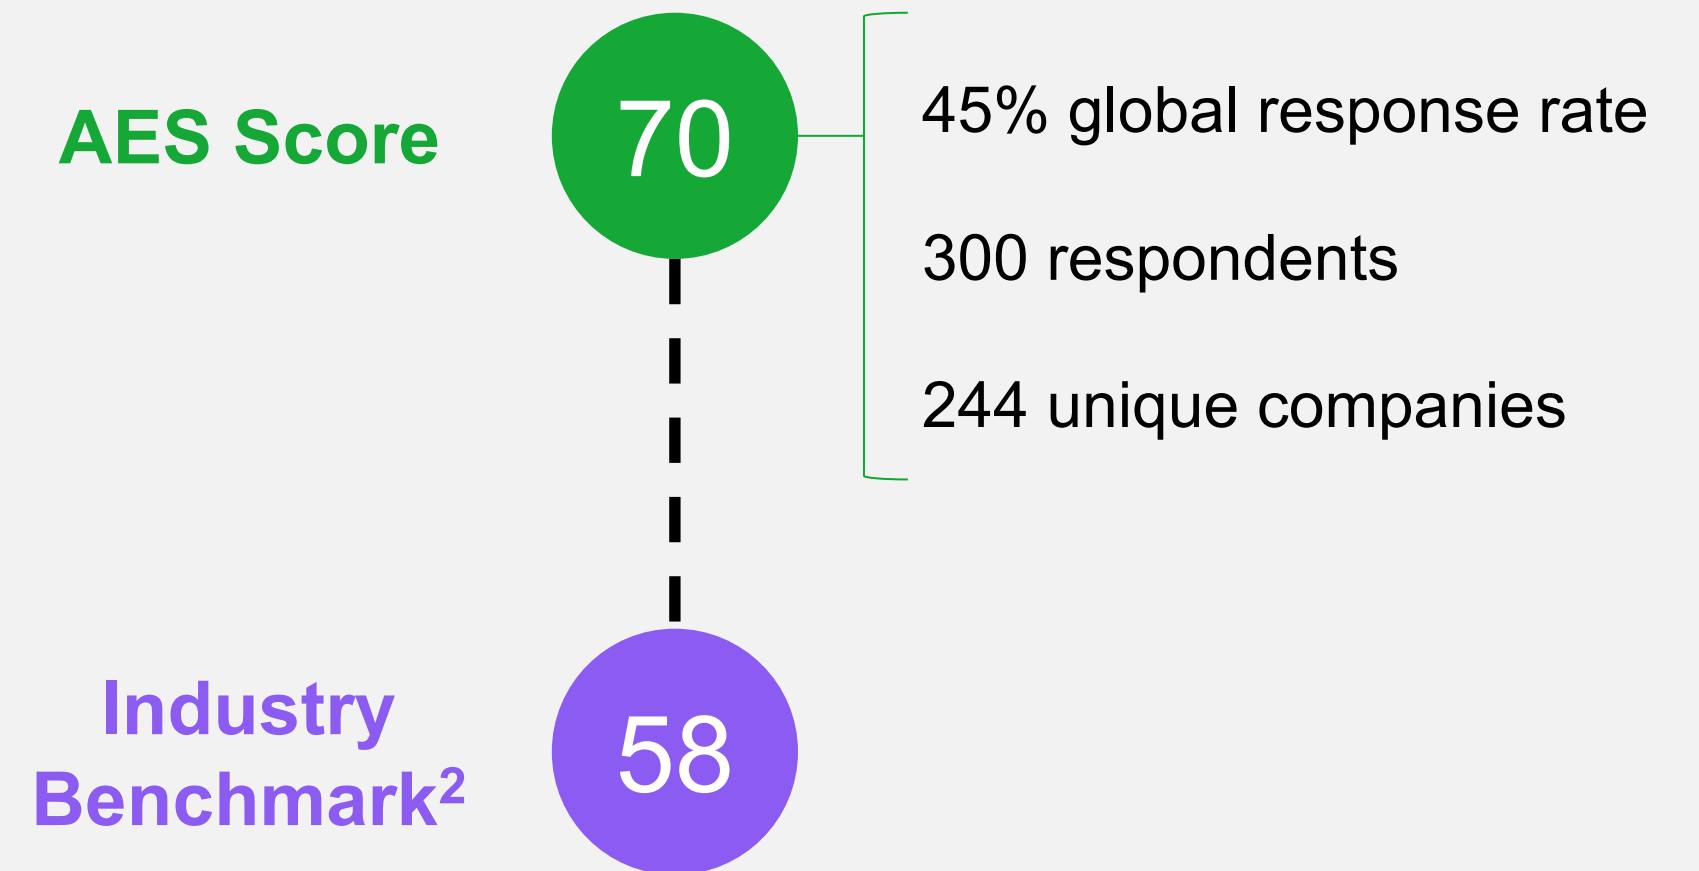 AES Score
70
45% global response rate
300 respondents
244 unique companies
Industry
Benchmark²
58